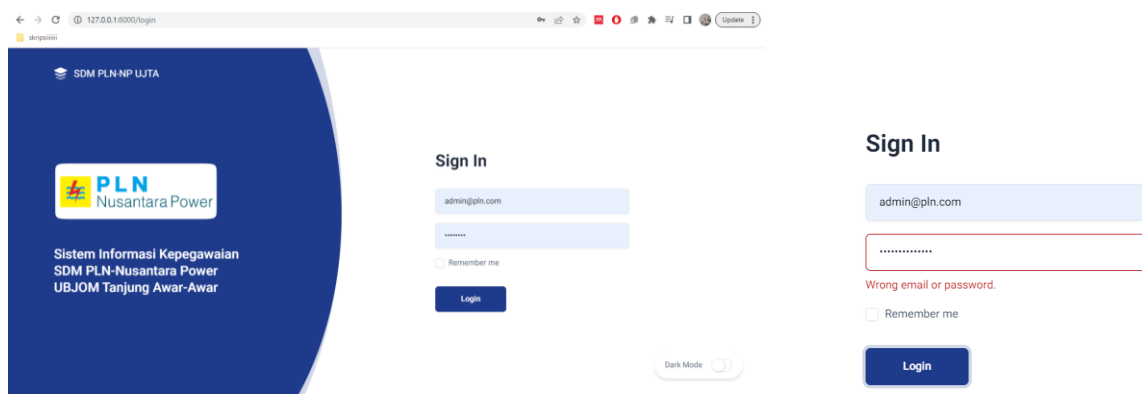 127.0.0.1:8000/login
Update
skripsiiiiii
SDM PLN-NP UJTA
PLN
Nusantara Power
Sistem Informasi Kepegawaian
SDM PLN-Nusantara Power
UBJOM Tanjung Awar-Awar
Sign In
admin@pln.com
Remember me
Login
Dark Mode
Sign In
admin@pln.com
Wrong email or password.
Remember me
Login